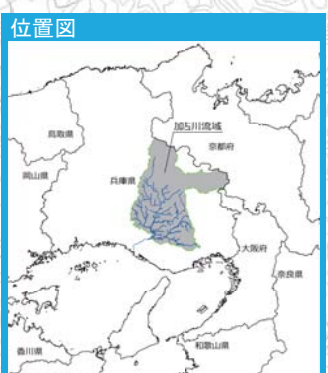 位置図
加古川流域
鳥取県
京都府
岡山県
兵庫県
大阪府
奈良県
和歌山県
香川県